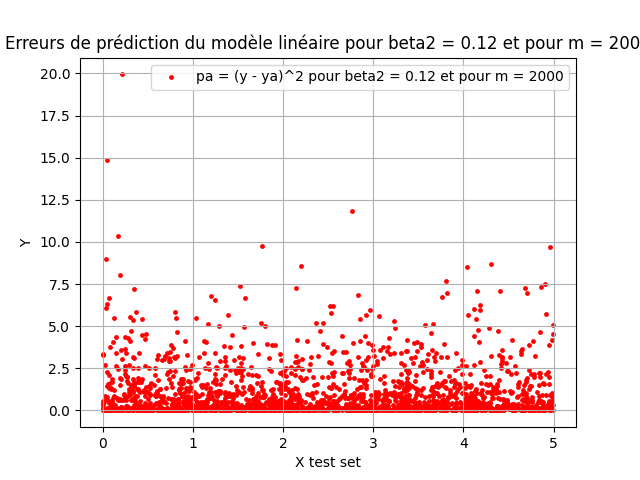 Erreurs de prédiction du modèle linéaire pour beta2 = 0.12 et pour m = 200
pa = (y - ya)^2 pour beta2 = 0.12 et pour m = 2000
20.0
17.5
15.0
12.5
10.0
7.5
5.0
2.5
0.0
Y
0 1 2 3 4 5
X test set